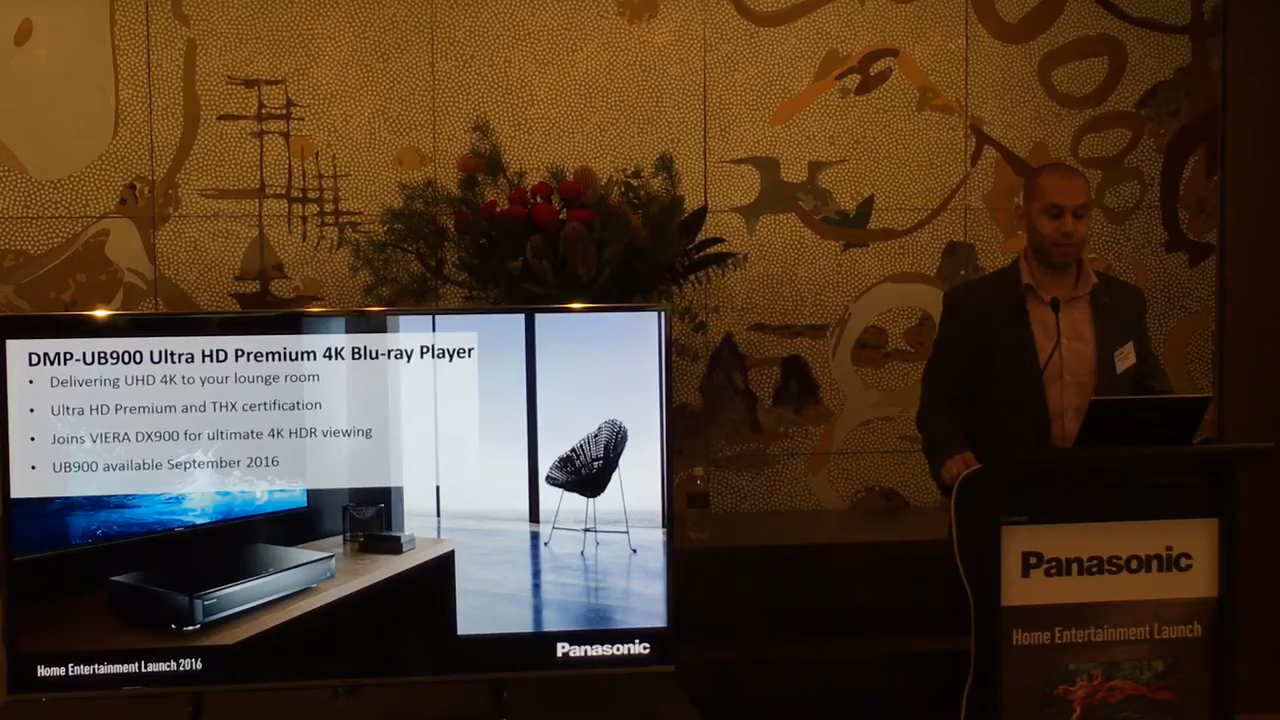 DMP-UB900 Ultra HD Premium 4K Blu-ray Player
• Delivering UHD 4K to your lounge room
• Ultra HD Premium and THX certification
• Joins VIERA DX900 for ultimate 4K HDR viewing
• UB900 available September 2016
Home Entertainment Launch 2016
Panasonic
Panasonic
Home Entertainment Launch